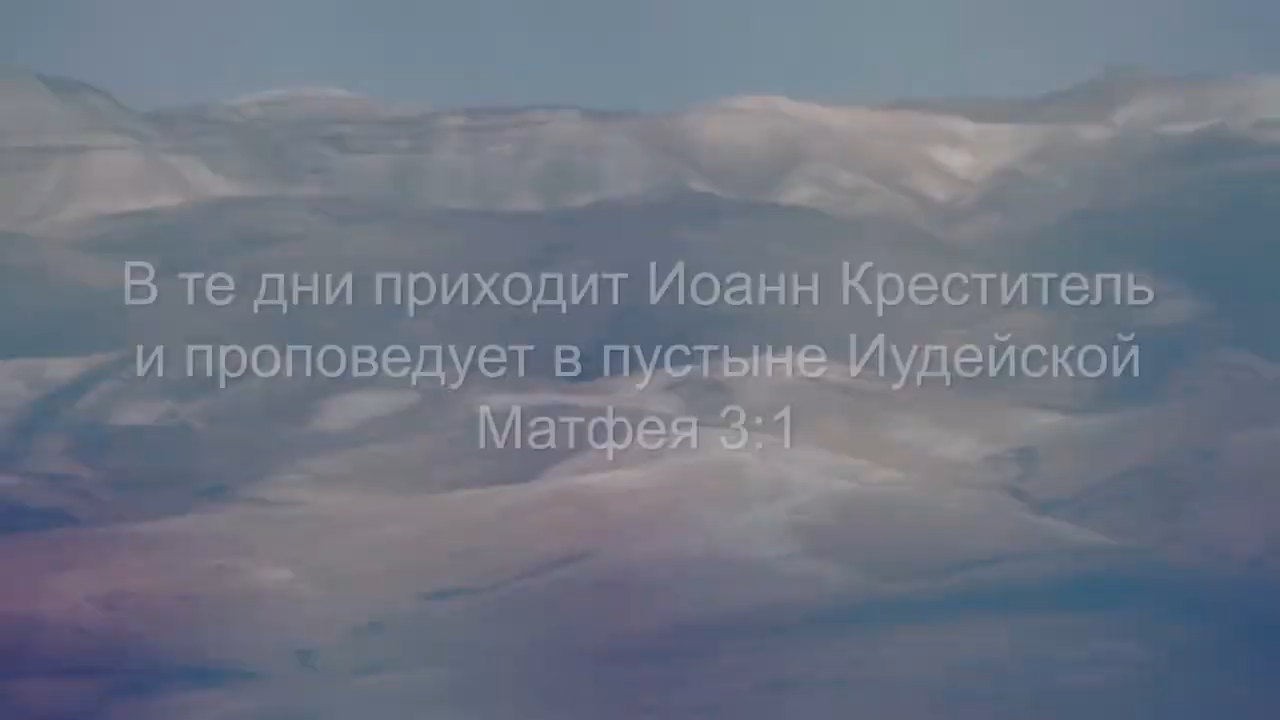 В те дни приходит Иоанн Креститель
и проповедует в пустыне Иудейской
Матфея 3:1